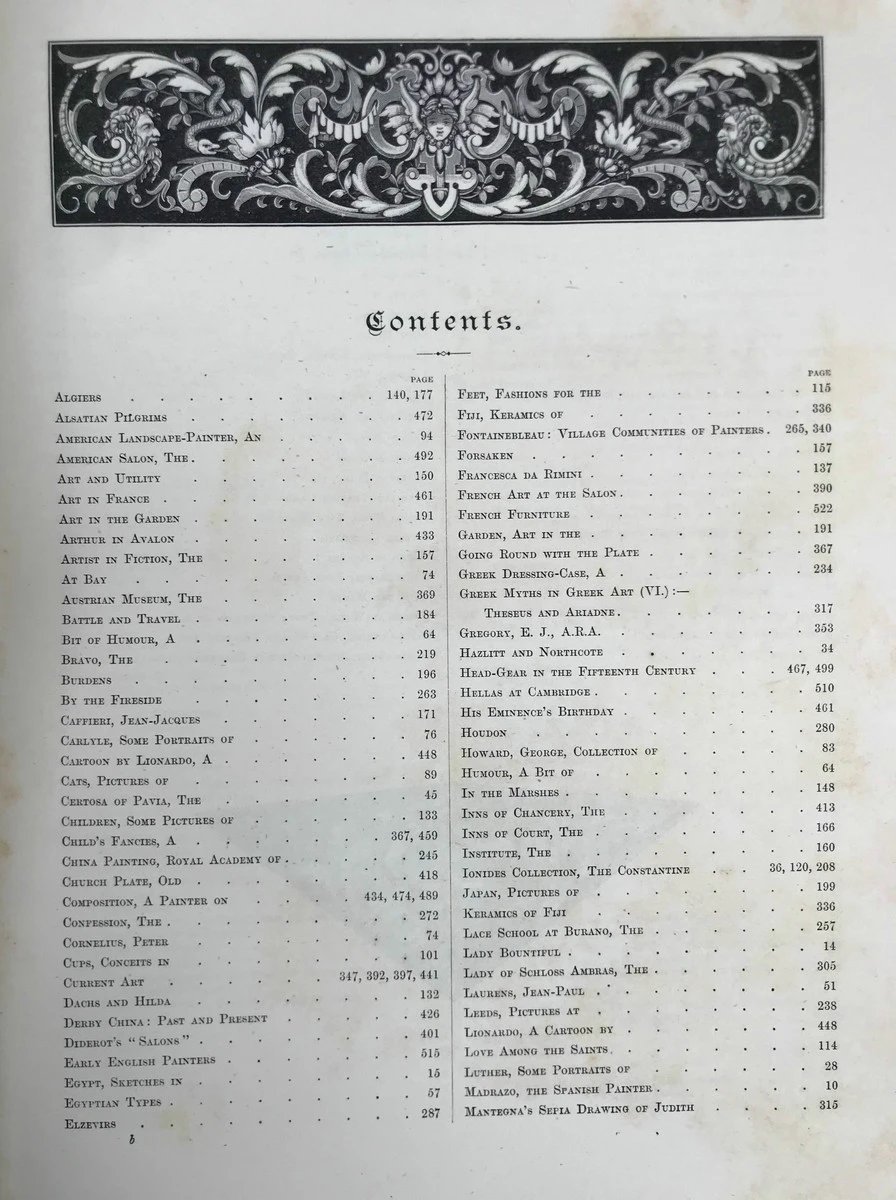 Contents.
PAGE
Algiers . . . . . . . . . 140, 177
Alsatian Pilgrims . . . . . . . 472
American Landscape-Painter, An . . . . . 94
American Salon, The . . . . . . . 492
Art and Utility . . . . . . . 150
Art in France . . . . . . . . 461
Art in the Garden . . . . . . . 191
Arthur in Avalon . . . . . . . 433
Artist in Fiction, The . . . . . . 157
At Bay . . . . . . . . . 74
Austrian Museum, The . . . . . . 369
Battle and Travel . . . . . . . 184
Bit of Humour, A . . . . . . . 64
Bravo, The . . . . . . . . 219
Burdens . . . . . . . . . 196
By the Fireside . . . . . . . 263
Caffieri, Jean-Jacques . . . . . . 171
Carlyle, Some Portraits of . . . . . 76
Cartoon by Lionardo, A . . . . . . 448
Cats, Pictures of . . . . . . . 89
Certosa of Pavia, The . . . . . . 45
Children, Some Pictures of . . . . . 133
Child's Fancies, A . . . . . . 367, 459
China Painting, Royal Academy of . . . . . 245
Church Plate, Old . . . . . . . 418
Composition, A Painter on . . . . 434, 474, 489
Confession, The . . . . . . . . 272
Cornelius, Peter . . . . . . . 74
Cups, Conceits in . . . . . . . 101
Current Art . . . . . 347, 392, 397, 441
Dachs and Hilda . . . . . . . 132
Derby China: Past and Present . . . . . 426
Diderot's "Salons" . . . . . . . 401
Early English Painters . . . . . . 515
Egypt, Sketches in . . . . . . . 15
Egyptian Types . . . . . . . . 57
Elzevirs . . . . . . . . . 287
b
PAGE
Feet, Fashions for the . . . . . . . 115
Fiji, Keramics of . . . . . . . 336
Fontainebleau: Village Communities of Painters . 265, 340
Forsaken . . . . . . . . . 157
Francesca da Rimini . . . . . . . 137
French Art at the Salon . . . . . . 390
French Furniture . . . . . . . 522
Garden, Art in the . . . . . . . 191
Going Round with the Plate . . . . . . 367
Greek Dressing-Case, A . . . . . . 234
Greek Myths in Greek Art (VI.) :—
Theseus and Ariadne . . . . . . 317
Gregory, E. J., A.R.A. . . . . . . 353
Hazlitt and Northcote . . . . . . 34
Head-Gear in the Fifteenth Century . . . 467, 499
Hellas at Cambridge . . . . . . . 510
His Eminence's Birthday . . . . . . 461
Houdon . . . . . . . . . 280
Howard, George, Collection of . . . . . 83
Humour, A Bit of . . . . . . . 64
In the Marshes . . . . . . . . 148
Inns of Chancery, The . . . . . . 413
Inns of Court, The . . . . . . . 166
Institute, The . . . . . . . . 160
Ionides Collection, The Constantine . . 36, 120, 208
Japan, Pictures of . . . . . . . 199
Keramics of Fiji . . . . . . . 336
Lace School at Burano, The . . . . . . 257
Lady Bountiful . . . . . . . . 14
Lady of Schloss Ambras, The . . . . . . 305
Laurens, Jean-Paul . . . . . . . 51
Leeds, Pictures at . . . . . . . 238
Lionardo, A Cartoon by . . . . . . 448
Love Among the Saints . . . . . . 114
Luther, Some Portraits of . . . . . . 28
Madrazo, the Spanish Painter . . . . . . 10
Mantegna's Sepia Drawing of Judith . . . . 315